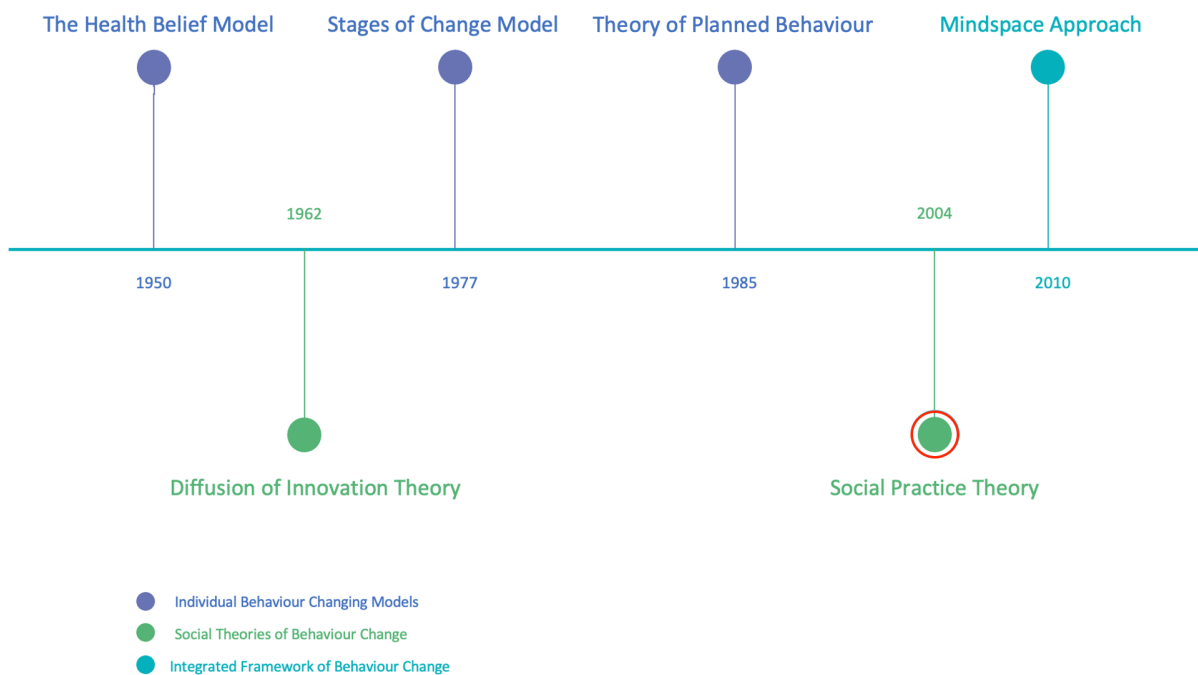 The Health Belief Model
Stages of Change Model
Theory of Planned Behaviour
Mindspace Approach
1962
2004
1950
1977
1985
2010
Diffusion of Innovation Theory
Social Practice Theory
Individual Behaviour Changing Models
Social Theories of Behaviour Change
Integrated Framework of Behaviour Change